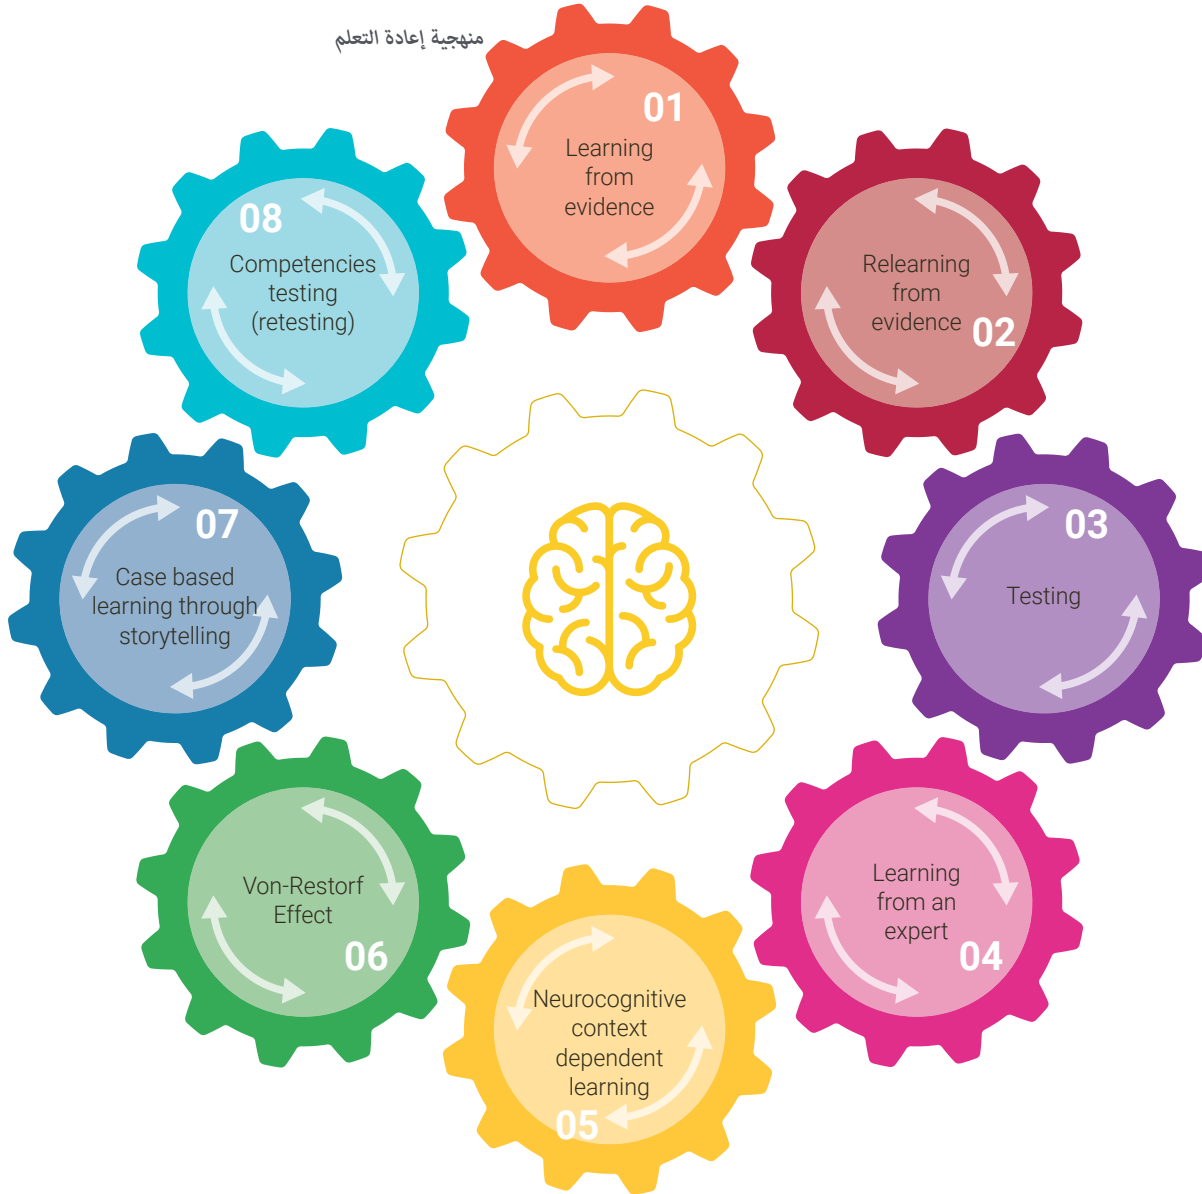 منهجية إعادة التعلم
01
Learning
from
evidence
Relearning
from
evidence
02
03
Testing
Learning
from an
expert
04
Neurocognitive
context
dependent
learning
05
Von-Restorf
Effect
06
07
Case based
learning through
storytelling
08
Competencies
testing
(retesting)